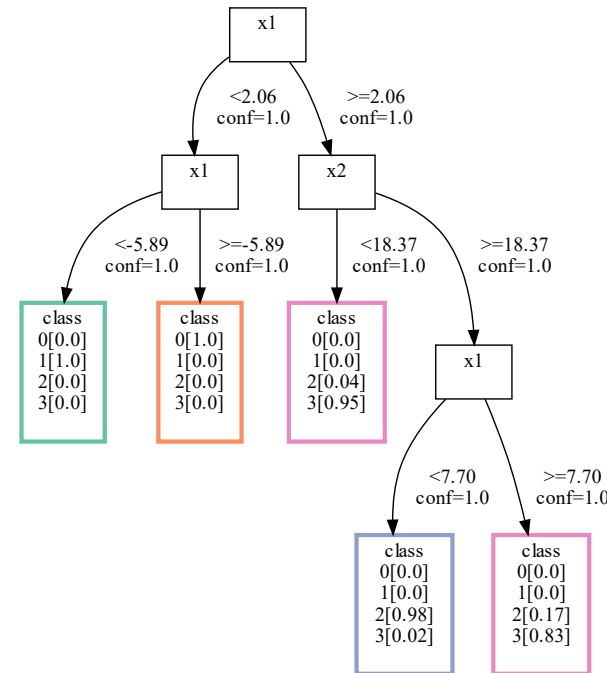 x1
<2.06
conf=1.0
>=2.06
conf=1.0
x1
x2
<-5.89
conf=1.0
>=-5.89
conf=1.0
<18.37
conf=1.0
>=18.37
conf=1.0
class
0[0.0]
1[1.0]
2[0.0]
3[0.0]
class
0[1.0]
1[0.0]
2[0.0]
3[0.0]
class
0[0.0]
1[0.0]
2[0.04]
3[0.95]
x1
<7.70
conf=1.0
>=7.70
conf=1.0
class
0[0.0]
1[0.0]
2[0.98]
3[0.02]
class
0[0.0]
1[0.0]
2[0.17]
3[0.83]